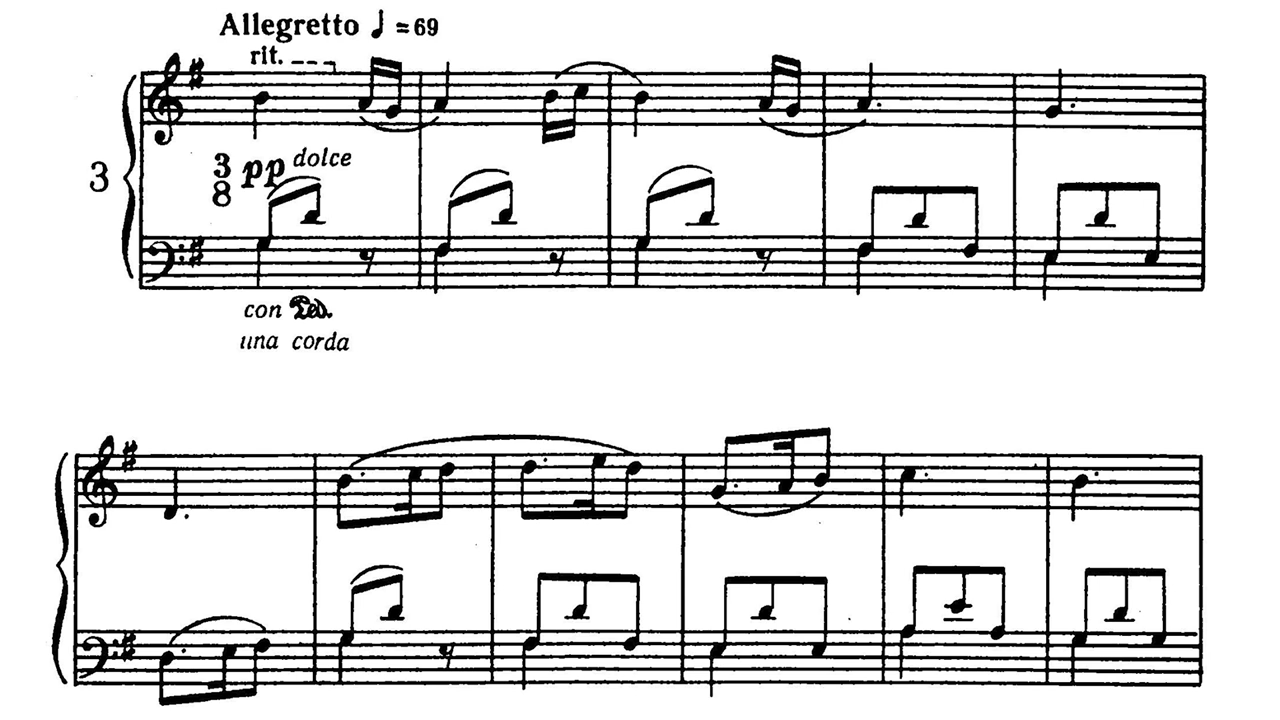 Allegretto ♩ = 69
rit.
3
3
8
pp dolce
con Ped.
una corda